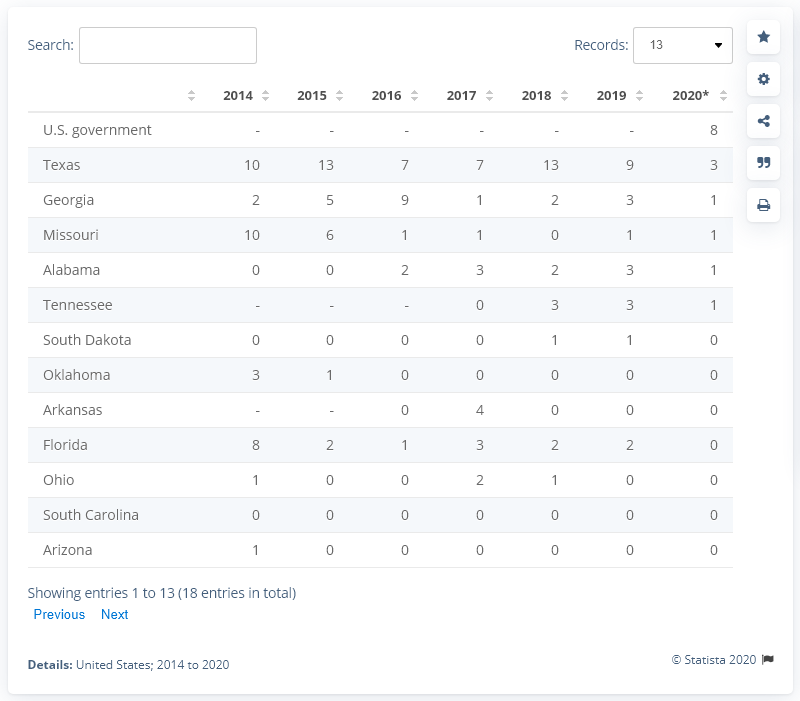 Search: Records: 13
2014 2015 2016 2017 2018 2019 2020*
U.S. government - - - - - - 8
Texas 10 13 7 7 13 9 3
Georgia 2 5 9 1 2 3 1
Missouri 10 6 1 1 0 1 1
Alabama 0 0 2 3 2 3 1
Tennessee - - - 0 3 3 1
South Dakota 0 0 0 0 1 1 0
Oklahoma 3 1 0 0 0 0 0
Arkansas - - 0 4 0 0 0
Florida 8 2 1 3 2 2 0
Ohio 1 0 0 2 1 0 0
South Carolina 0 0 0 0 0 0 0
Arizona 1 0 0 0 0 0 0
Showing entries 1 to 13 (18 entries in total)
Previous Next
Details: United States; 2014 to 2020
© Statista 2020